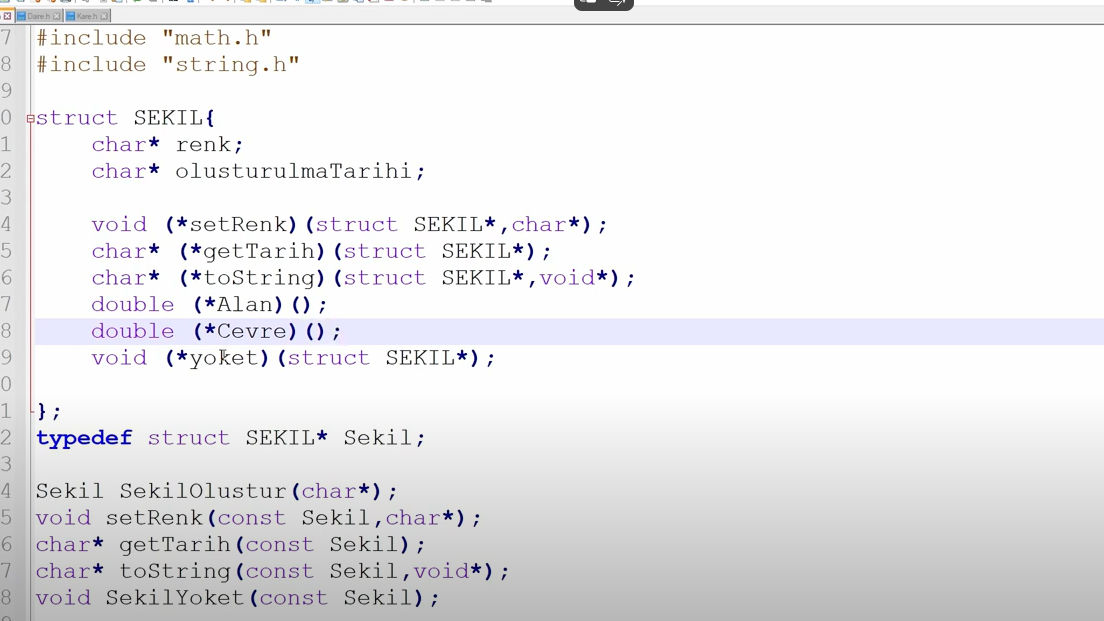 Daire.h Kare.h
7 #include "math.h"
8 #include "string.h"
9
0 struct SEKIL{
1 char* renk;
2 char* olusturulmaTarihi;
3
4 void (*setRenk)(struct SEKIL*,char*);
5 char* (*getTarih)(struct SEKIL*);
6 char* (*toString)(struct SEKIL*,void*);
7 double (*Alan)();
8 double (*Cevre)();
9 void (*yoket)(struct SEKIL*);
0
1 };
2 typedef struct SEKIL* Sekil;
3
4 Sekil SekilOlustur(char*);
5 void setRenk(const Sekil,char*);
6 char* getTarih(const Sekil);
7 char* toString(const Sekil,void*);
8 void SekilYoket(const Sekil);